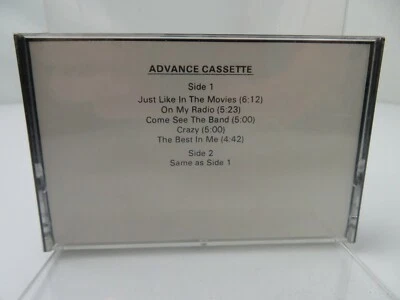 ADVANCE CASSETTE
Side 1
Just Like In The Movies (6:12)
On My Radio (5:23)
Come See The Band (5:00)
Crazy (5:00)
The Best In Me (4:42)
Side 2
Same as Side 1